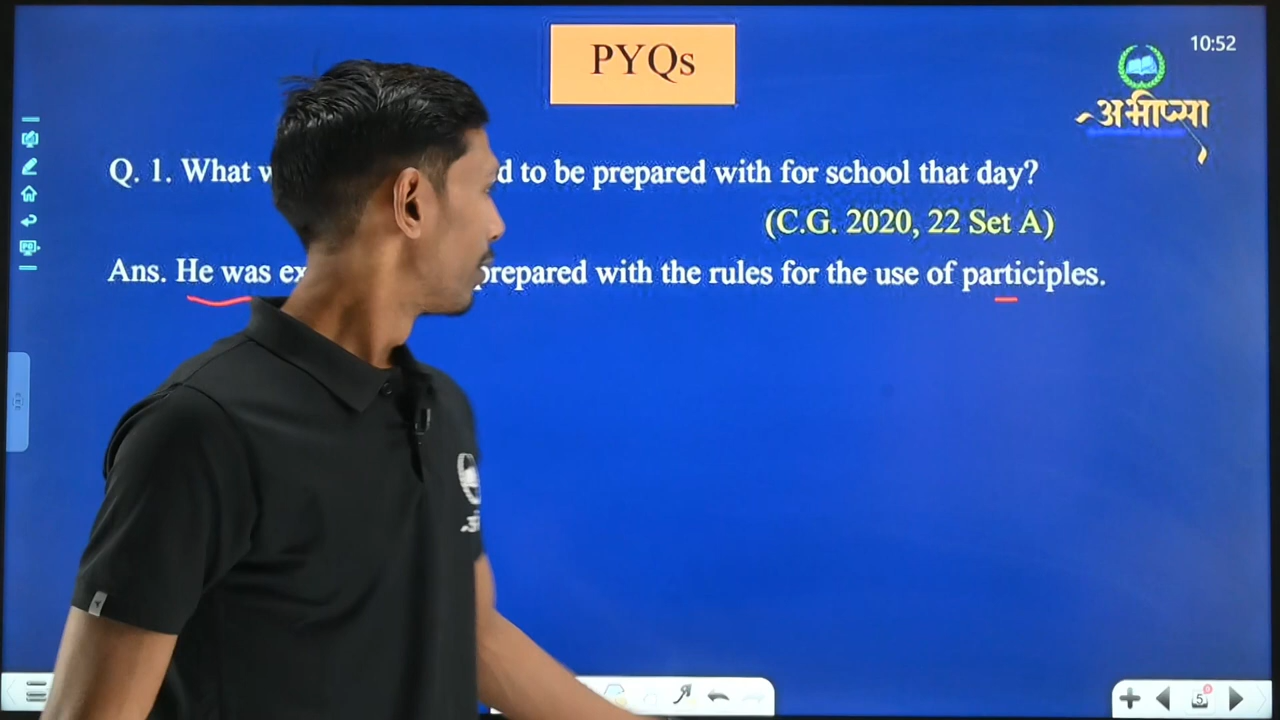 PYQs
10:52
अभीप्सा
Q. 1. What d to be prepared with for school that day?
(C.G. 2020, 22 Set A)
Ans. He was ex prepared with the rules for the use of participles.
5